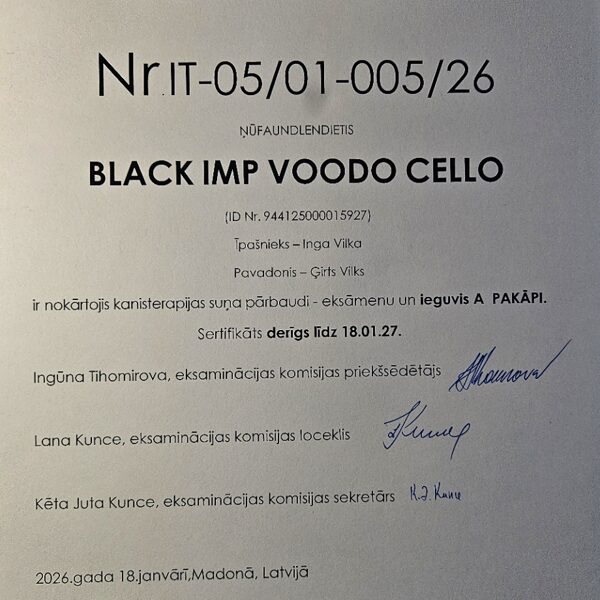 Nr.IT-05/01-005/26
ŅŪFAUNDLENDIETIS
BLACK IMP VOODO CELLO
(ID Nr. 944125000015927)
Īpašnieks – Inga Vilka
Pavadonis – Ģirts Vilks
ir nokārtojis kanisterapijas suņa pārbaudi - eksāmenu un ieguvis A PAKĀPI.
Sertifikāts derīgs līdz 18.01.27.
Ingūna Tihomirova, eksaminācijas komisijas priekšsēdētājs
Lana Kunce, eksaminācijas komisijas loceklis
Kēta Juta Kunce, eksaminācijas komisijas sekretārs K.J. Kunce
2026.gada 18.janvārī,Madonā, Latvijā